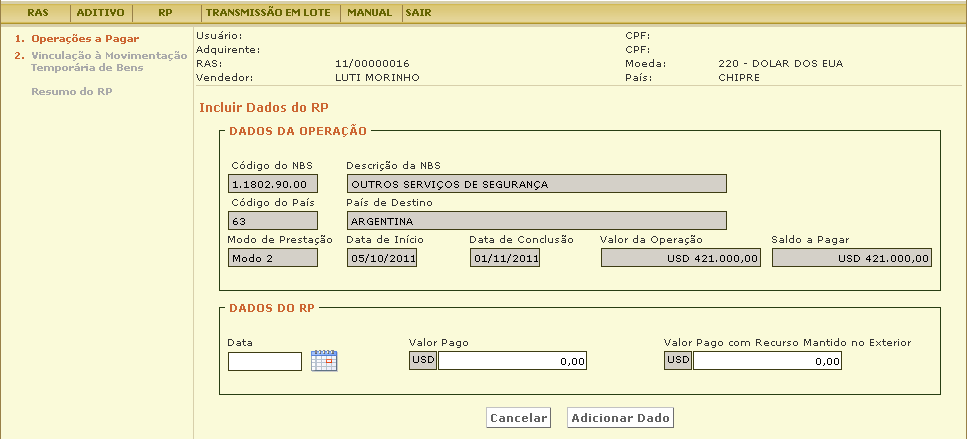 RAS ADITIVO RP TRANSMISSÃO EM LOTE MANUAL SAIR
1. Operações a Pagar
2. Vinculação à Movimentação
Temporária de Bens
Resumo do RP
Usuário: CPF:
Adquirente: CPF:
RAS: 11/00000016 Moeda: 220 - DOLAR DOS EUA
Vendedor: LUTI MORINHO País: CHIPRE
Incluir Dados do RP
DADOS DA OPERAÇÃO
Código do NBS Descrição da NBS
1.1802.90.00 OUTROS SERVIÇOS DE SEGURANÇA
Código do País País de Destino
63 ARGENTINA
Modo de Prestação Data de Início Data de Conclusão Valor da Operação Saldo a Pagar
Modo 2 05/10/2011 01/11/2011 USD 421.000,00 USD 421.000,00
DADOS DO RP
Data Valor Pago Valor Pago com Recurso Mantido no Exterior
USD 0,00 USD 0,00
Cancelar Adicionar Dado